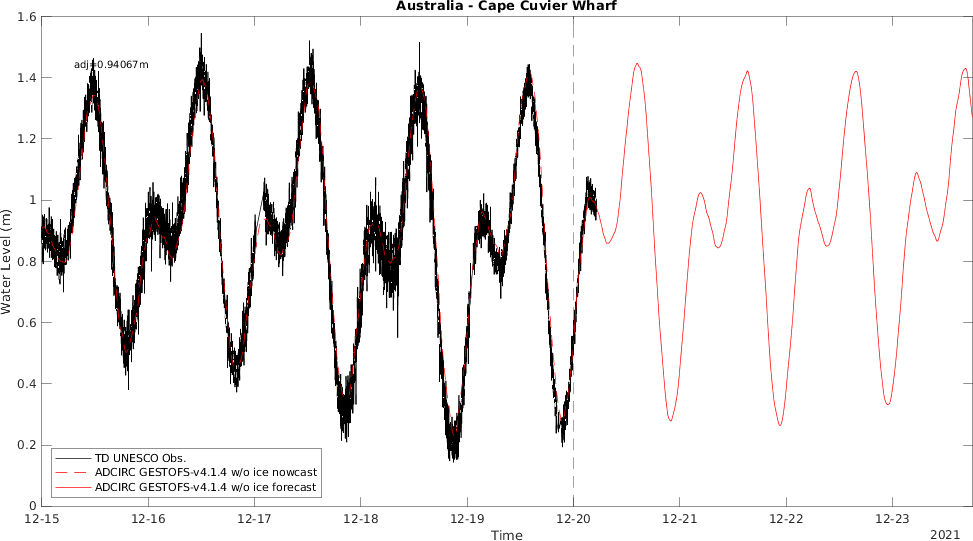 Australia - Cape Cuvier Wharf
1.6
adj=0.94067m
1.4
1.2
1
0.8
0.6
0.4
0.2
0
Water Level (m)
TD UNESCO Obs.
ADCIRC GESTOFS-v4.1.4 w/o ice nowcast
ADCIRC GESTOFS-v4.1.4 w/o ice forecast
12-15 12-16 12-17 12-18 12-19 12-20 12-21 12-22 12-23
Time
2021